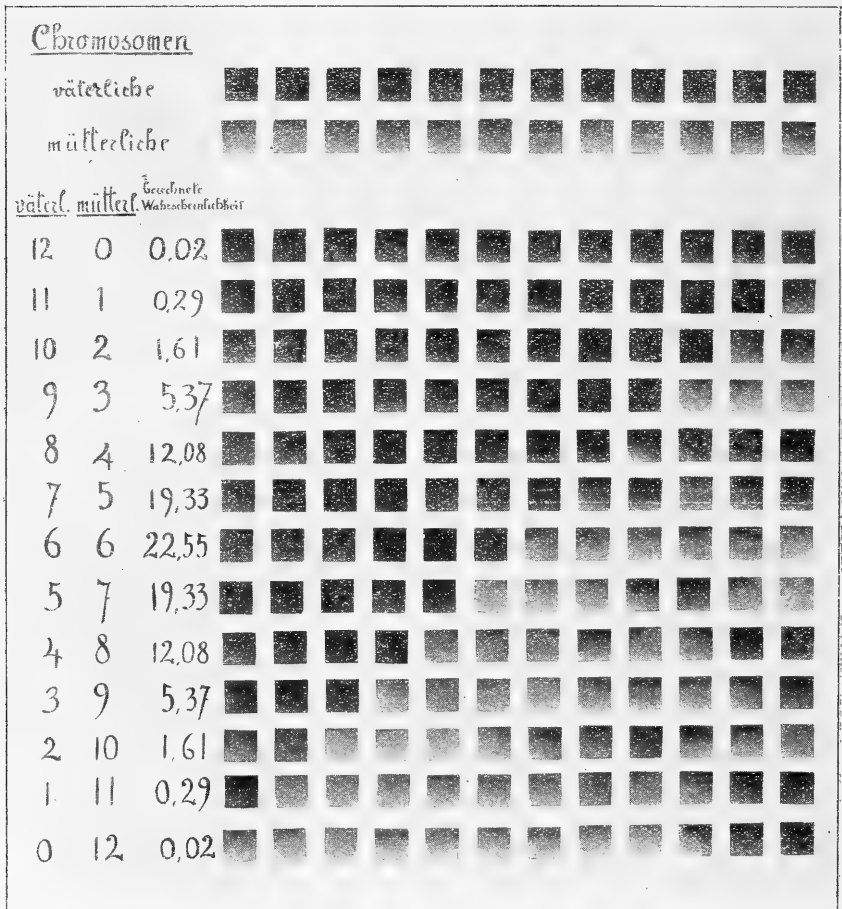 Chromosomen
väterliche
mütterliche
väterl. mütterl. Gerechnete Wahrscheinlichkeit
12 0 0,02
11 1 0,29
10 2 1,61
9 3 5,37
8 4 12,08
7 5 19,33
6 6 22,55
5 7 19,33
4 8 12,08
3 9 5,37
2 10 1,61
1 11 0,29
0 12 0,02